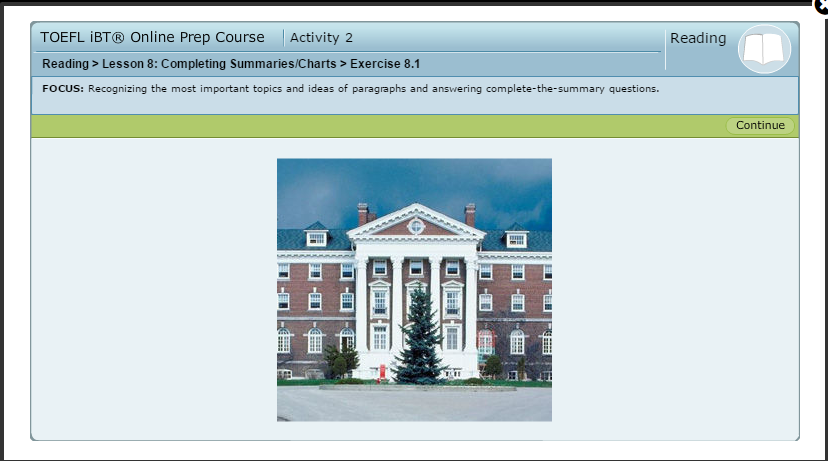 TOEFL iBT® Online Prep Course | Activity 2
Reading
Reading > Lesson 8: Completing Summaries/Charts > Exercise 8.1
FOCUS: Recognizing the most important topics and ideas of paragraphs and answering complete-the-summary questions.
Continue